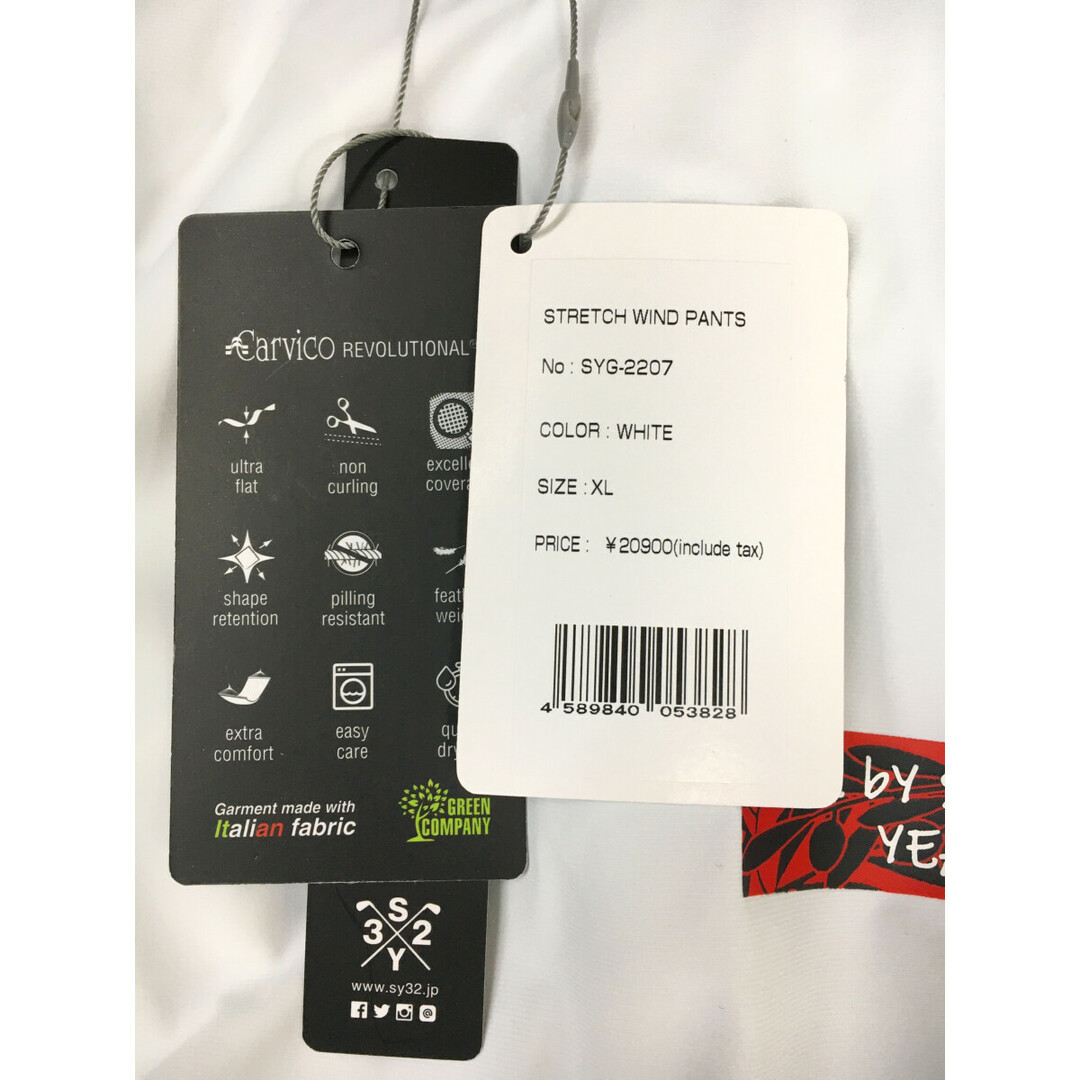 Carvico REVOLUTIONAL®
ultra
flat
non
curling
shape
retention
pilling
resistant
extra
comfort
easy
care
Garment made with
Italian fabric
GREEN
COMPANY
S
3 2
Y
www.sy32.jp
STRETCH WIND PANTS
No : SYG-2207
COLOR : WHITE
SIZE : XL
PRICE : ¥20900(include tax)
4 589840 053828
by